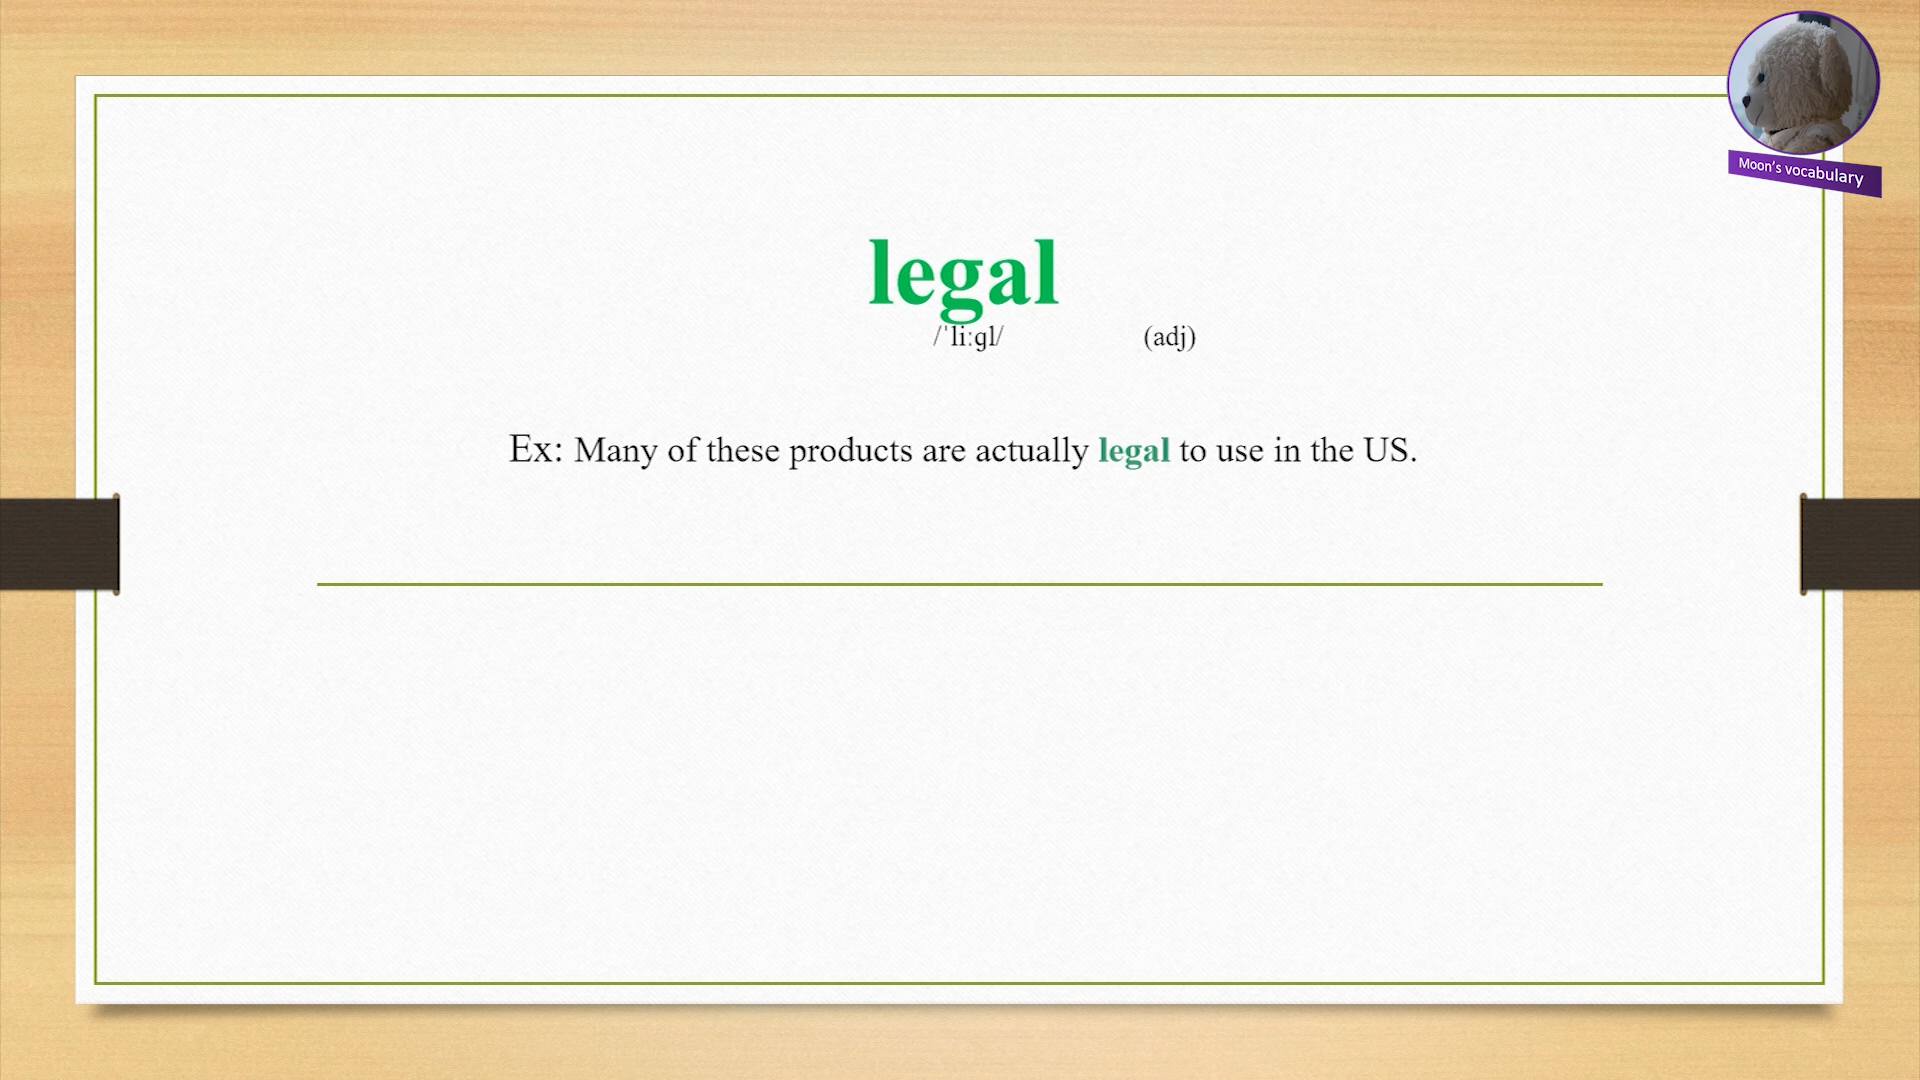 Moon's vocabulary
legal
/ˈliːɡl/ (adj)
Ex: Many of these products are actually legal to use in the US.